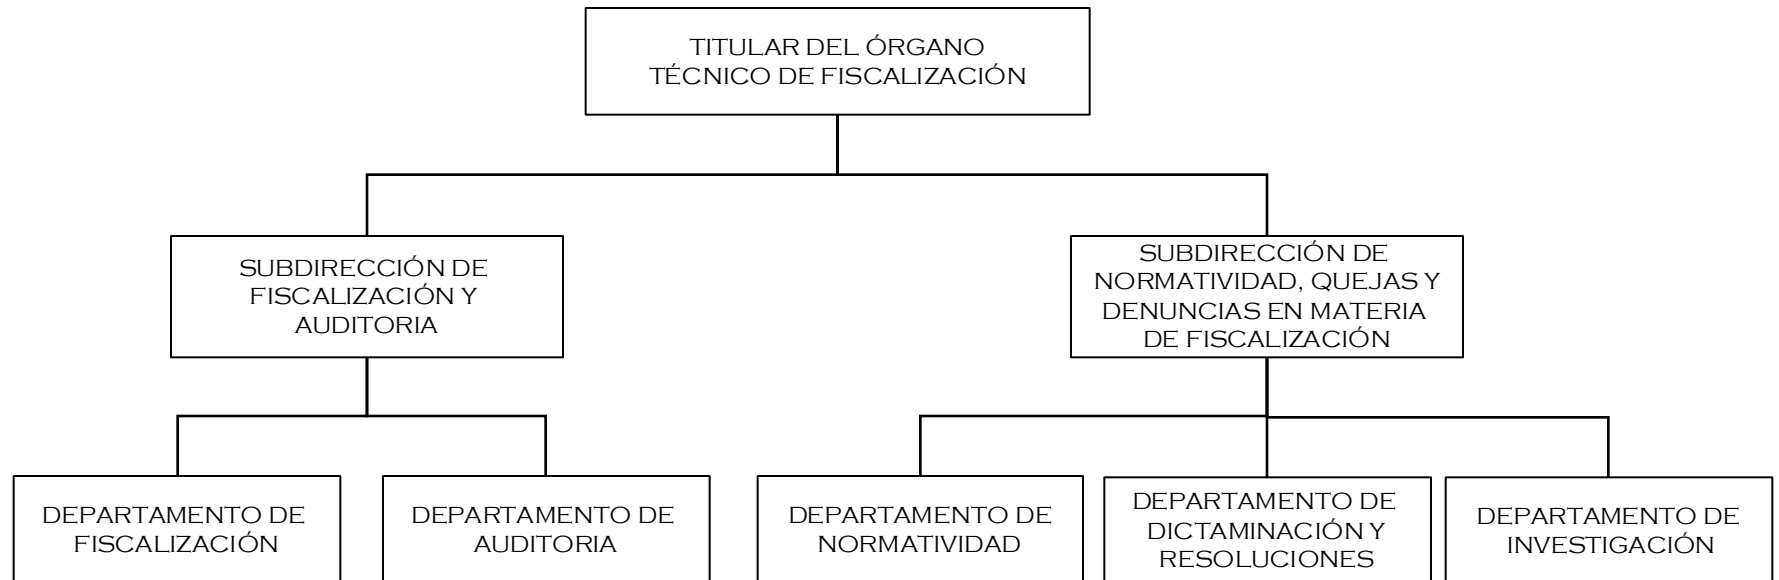 TITULAR DEL ÓRGANO
TÉCNICO DE FISCALIZACIÓN
SUBDIRECCIÓN DE
FISCALIZACIÓN Y
AUDITORIA
SUBDIRECCIÓN DE
NORMATIVIDAD, QUEJAS Y
DENUNCIAS EN MATERIA
DE FISCALIZACIÓN
DEPARTAMENTO DE
FISCALIZACIÓN
DEPARTAMENTO DE
AUDITORIA
DEPARTAMENTO DE
NORMATIVIDAD
DEPARTAMENTO DE
DICTAMINACIÓN Y
RESOLUCIONES
DEPARTAMENTO DE
INVESTIGACIÓN